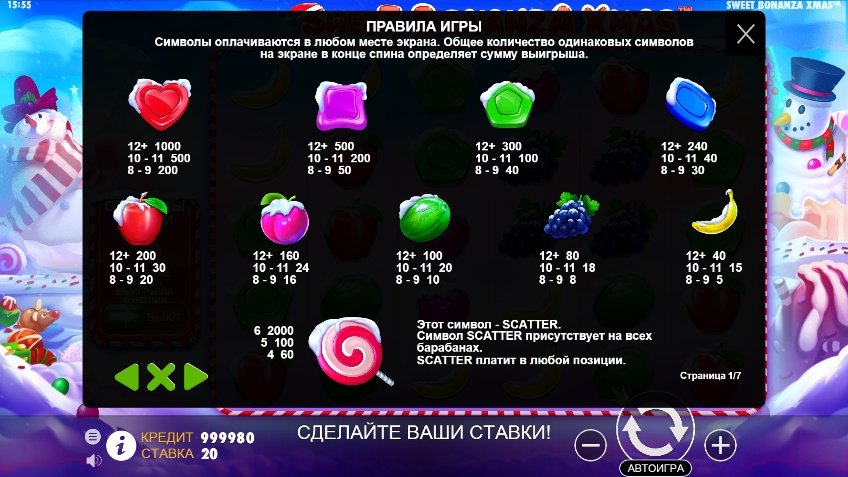 15:55
SWEET BONANZA XMAS™
ПРАВИЛА ИГРЫ
Символы оплачиваются в любом месте экрана. Общее количество одинаковых символов
на экране в конце спина определяет сумму выигрыша.
12+ 1000
10 - 11 500
8 - 9 200
12+ 500
10 - 11 200
8 - 9 50
12+ 300
10 - 11 100
8 - 9 40
12+ 240
10 - 11 40
8 - 9 30
12+ 200
10 - 11 30
8 - 9 20
12+ 160
10 - 11 24
8 - 9 16
12+ 100
10 - 11 20
8 - 9 10
12+ 80
10 - 11 18
8 - 9 8
12+ 40
10 - 11 15
8 - 9 5
6 2000
5 100
4 60
Этот символ - SCATTER.
Символ SCATTER присутствует на всех
барабанах.
SCATTER платит в любой позиции.
ВЫКЛ
Страница 1/7
КРЕДИТ 999980
СТАВКА 20
СДЕЛАЙТЕ ВАШИ СТАВКИ!
АВТОИГРА